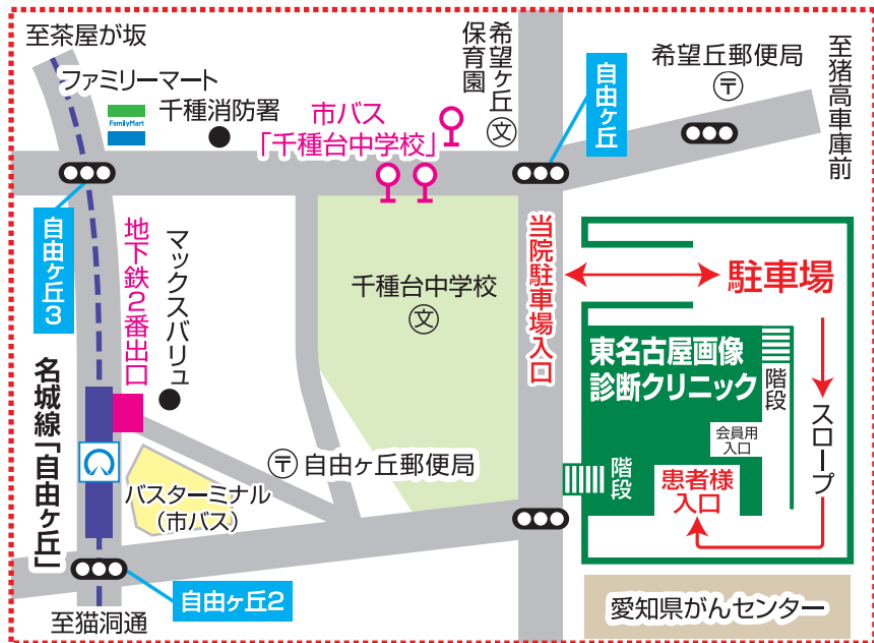 至茶屋が坂
ファミリーマート
FamilyMart
千種消防署
市バス
「千種台中学校」
希望ヶ丘
保育園
文
自由ヶ丘
希望丘郵便局
〒
至猪高車庫前
自由ヶ丘3
地下鉄2番出口
マックスバリュ
千種台中学校
文
当院駐車場入口
駐車場
東名古屋画像
診断クリニック
階段
スロープ
会員用
入口
階段
患者様
入口
名城線「自由ヶ丘」
〒自由ヶ丘郵便局
バスターミナル
(市バス)
自由ヶ丘2
至猫洞通
愛知県がんセンター